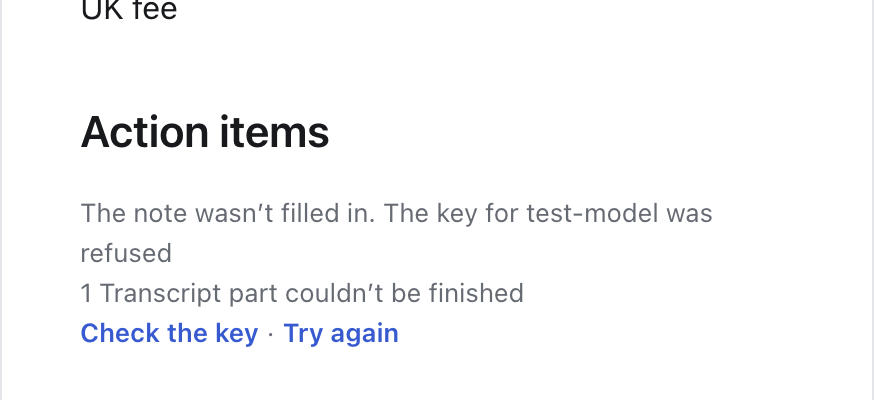 UK fee
Action items
The note wasn’t filled in. The key for test-model was
refused
1 Transcript part couldn’t be finished
Check the key · Try again